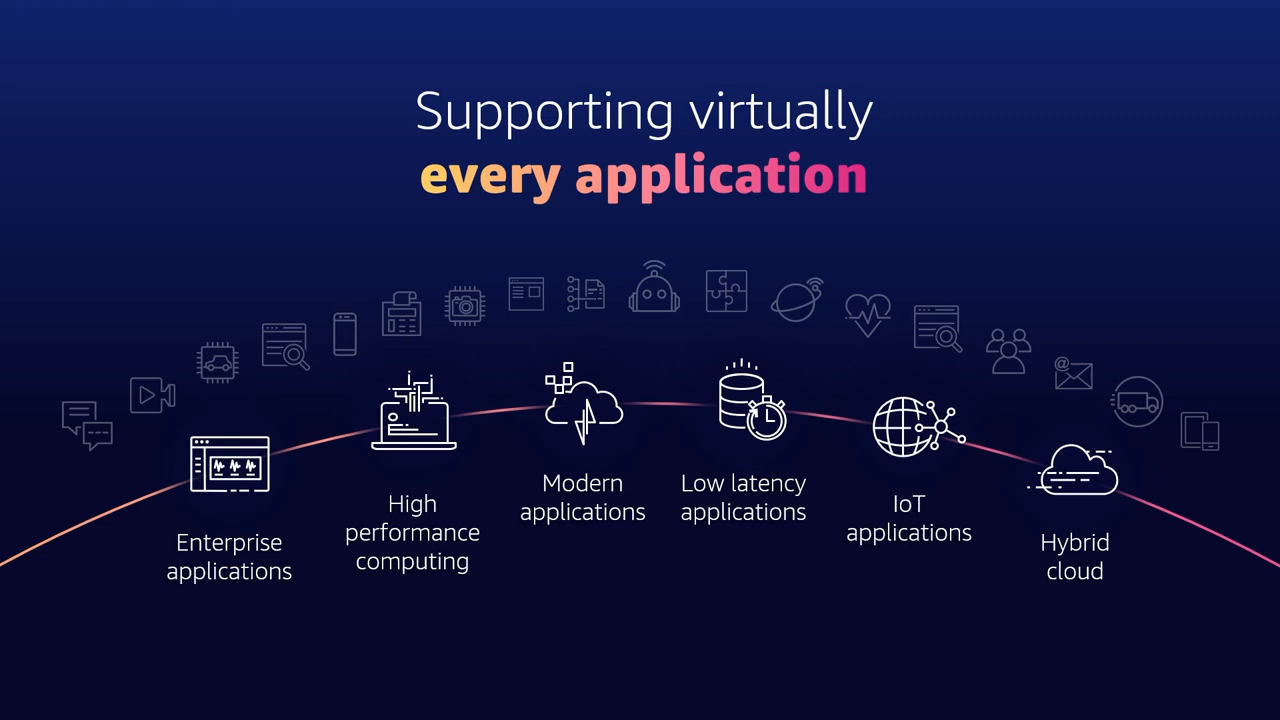 Supporting virtually
every application
Enterprise
applications
High
performance
computing
Modern
applications
Low latency
applications
IoT
applications
Hybrid
cloud